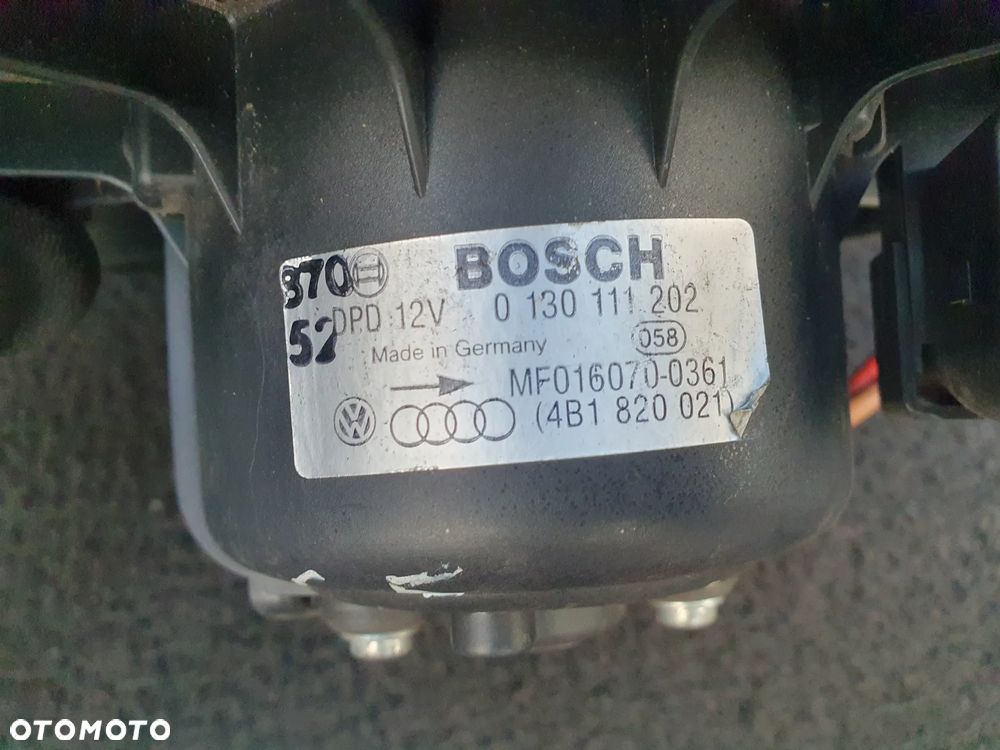 870 BOSCH
52 DPD 12V 0 130 111 202
Made in Germany 058
MF016070-0361
(4B1 820 021)
OTOMOTO